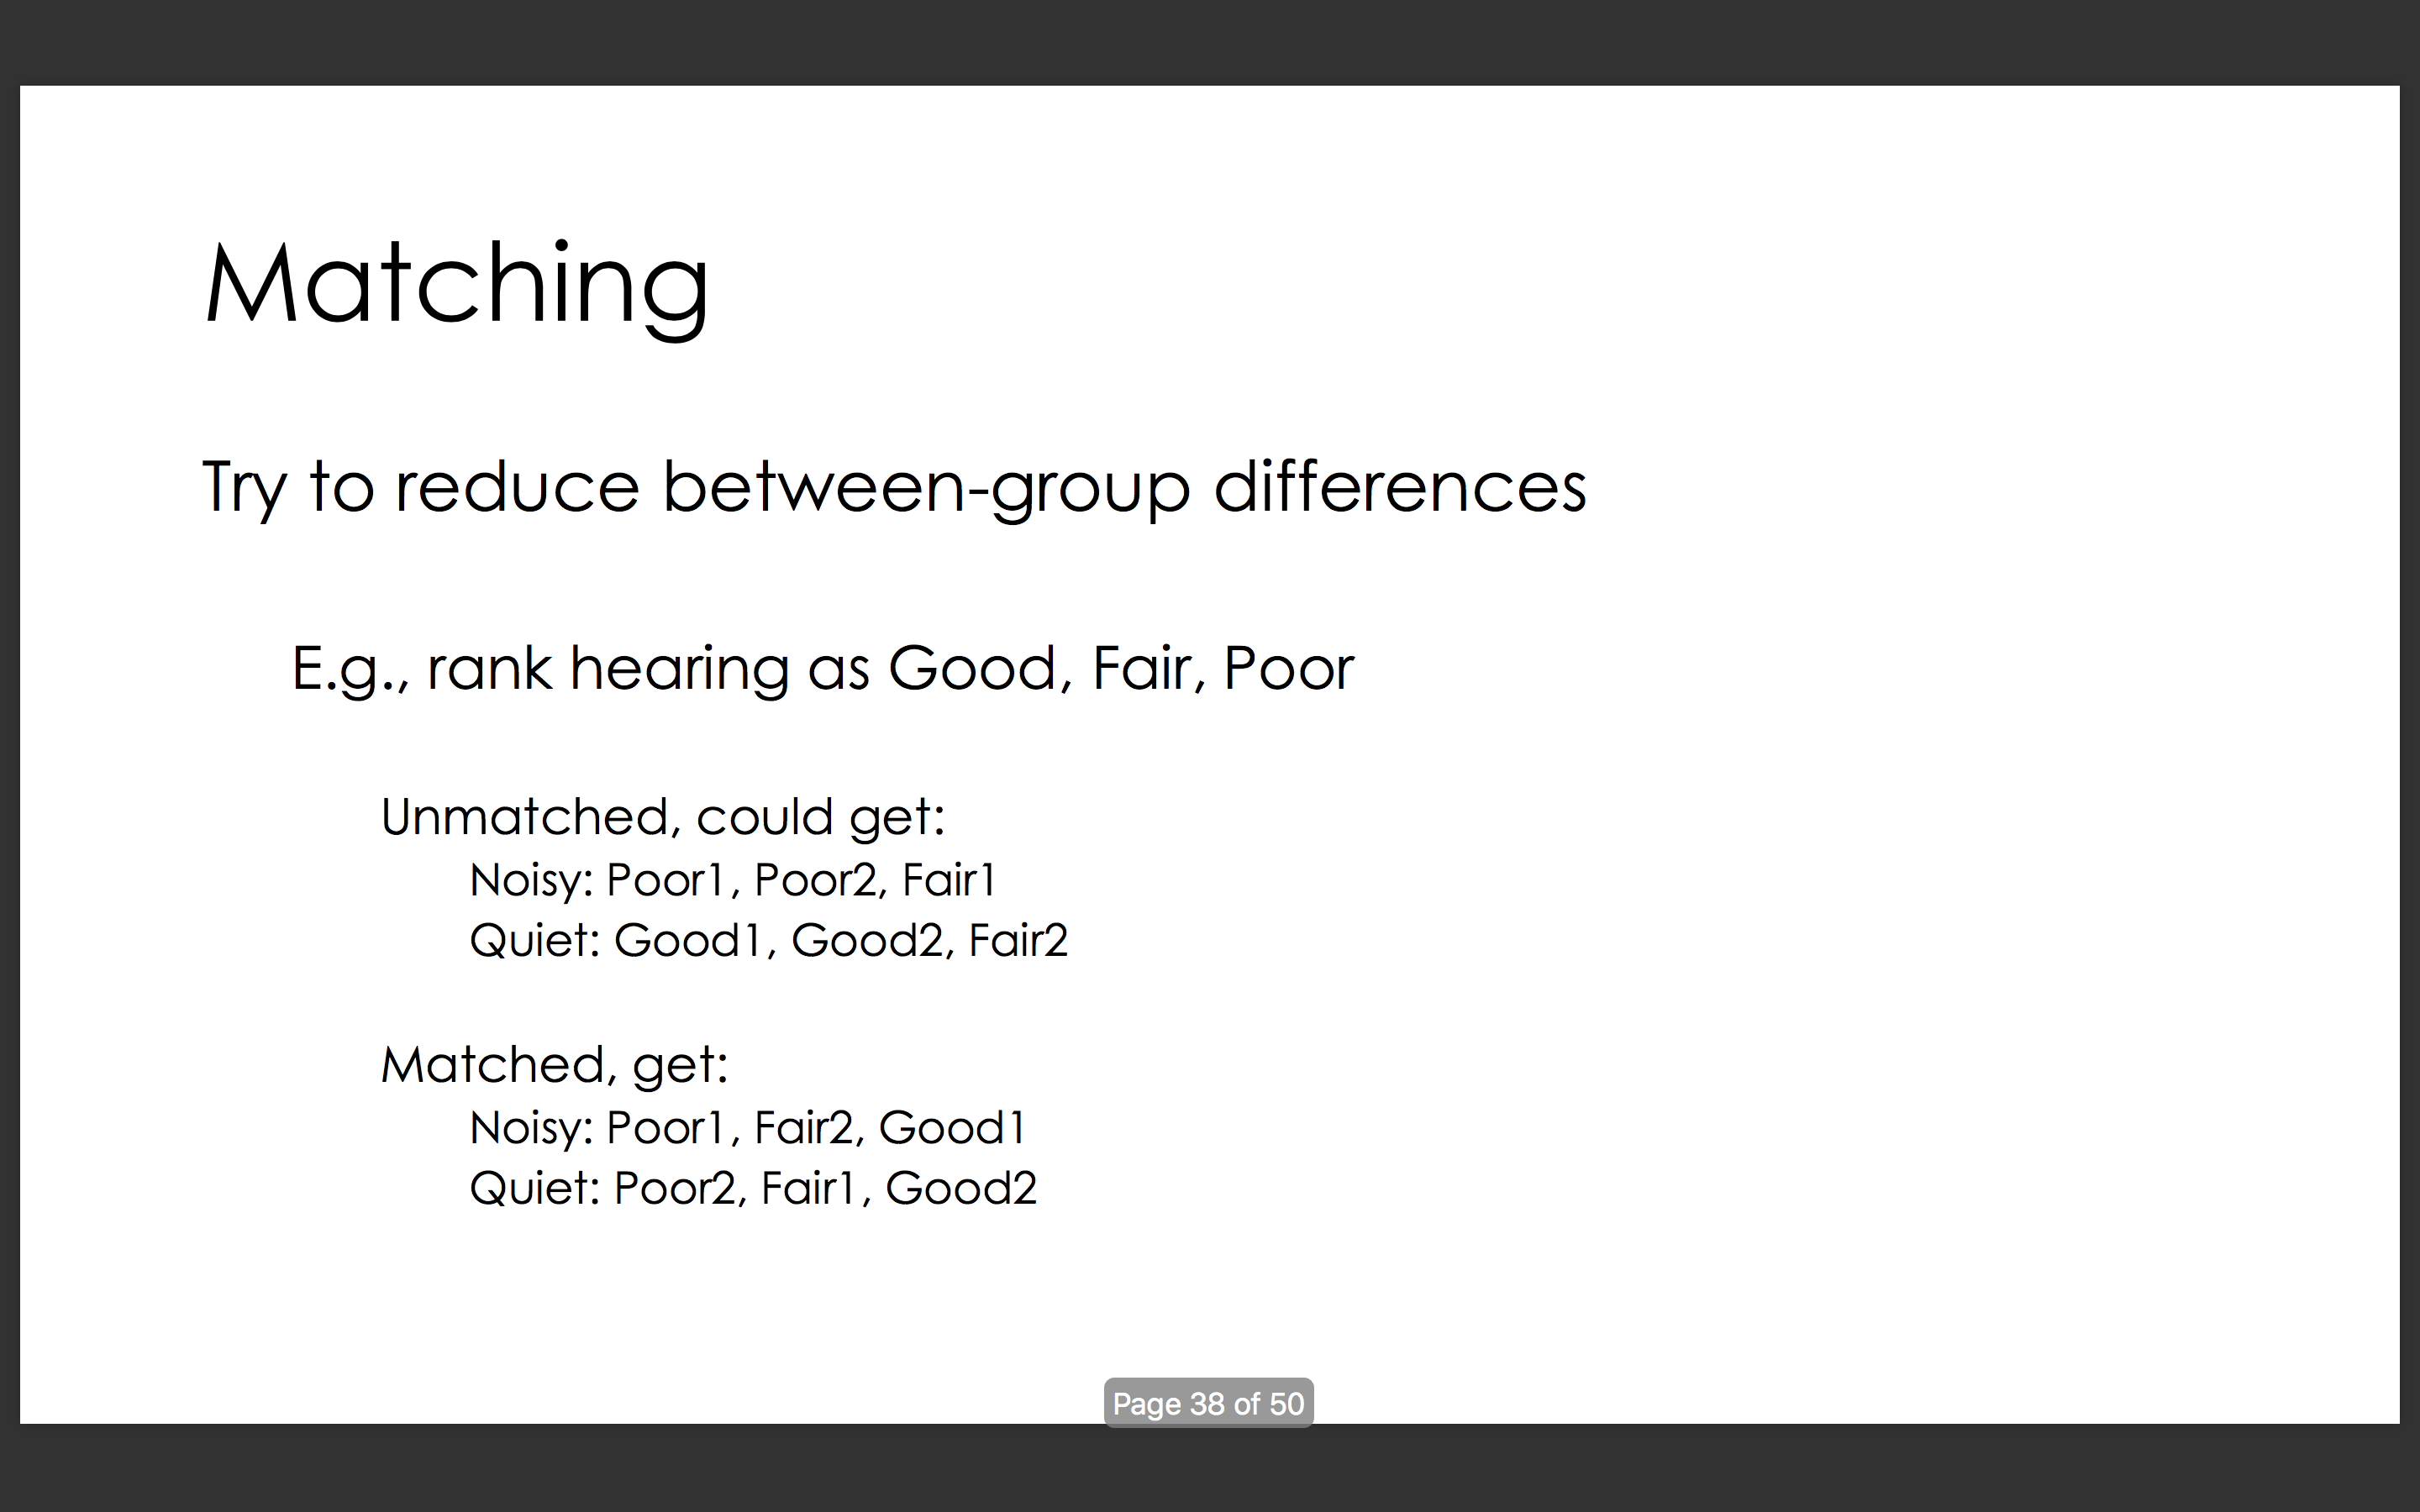 Matching
Try to reduce between-group differences
E.g., rank hearing as Good, Fair, Poor
Unmatched, could get:
Noisy: Poor1, Poor2, Fair1
Quiet: Good1, Good2, Fair2
Matched, get:
Noisy: Poor1, Fair2, Good1
Quiet: Poor2, Fair1, Good2
Page 38 of 50